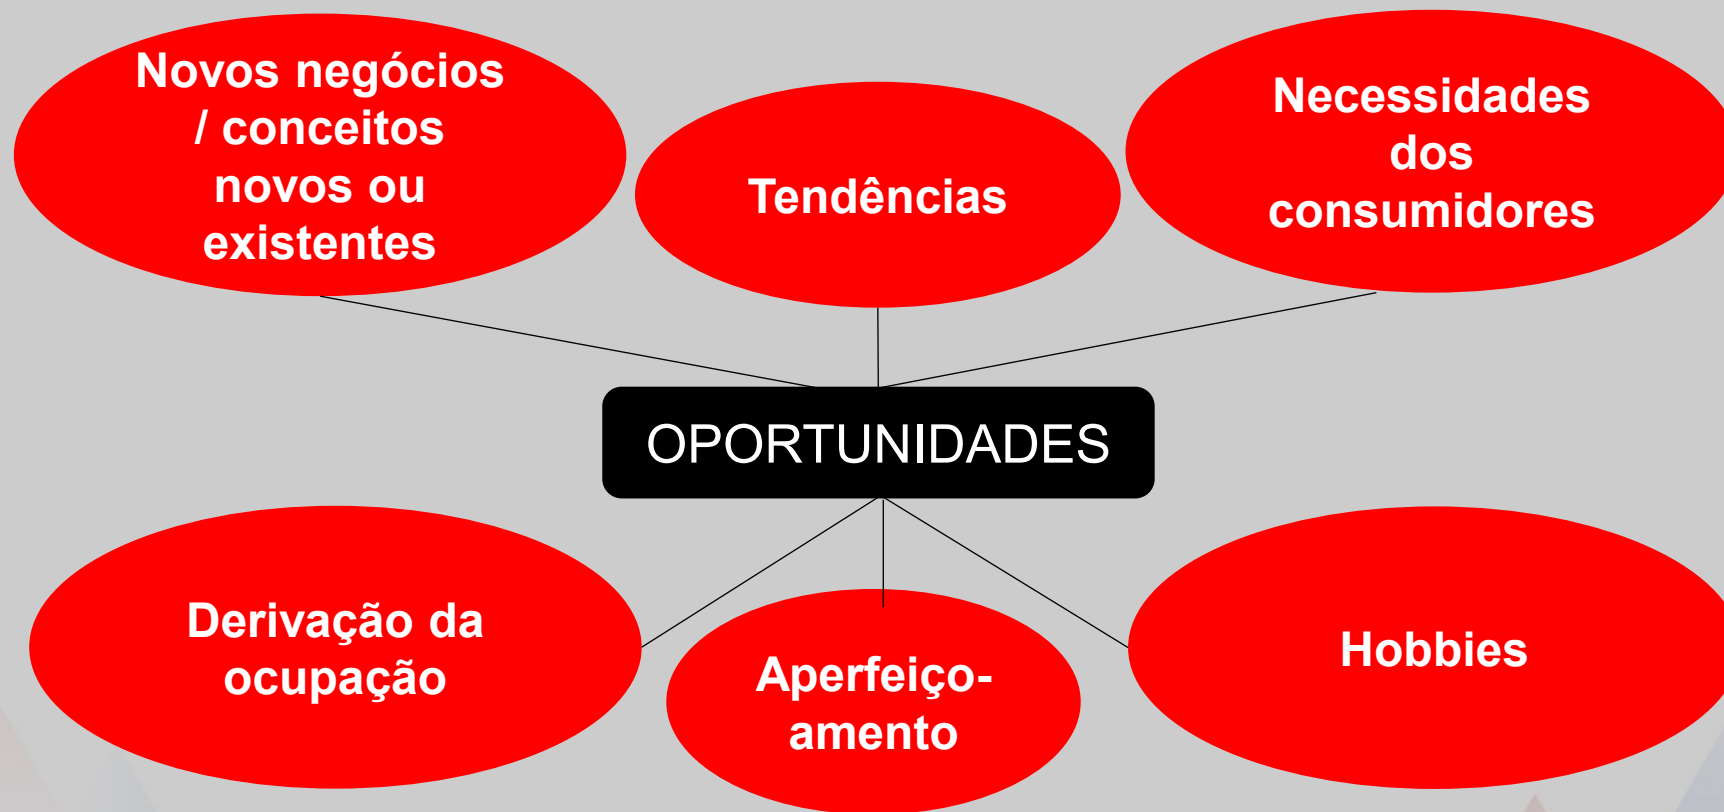 Novos negócios
/ conceitos
novos ou
existentes
Tendências
Necessidades
dos
consumidores
OPORTUNIDADES
Derivação da
ocupação
Aperfeiço-
amento
Hobbies